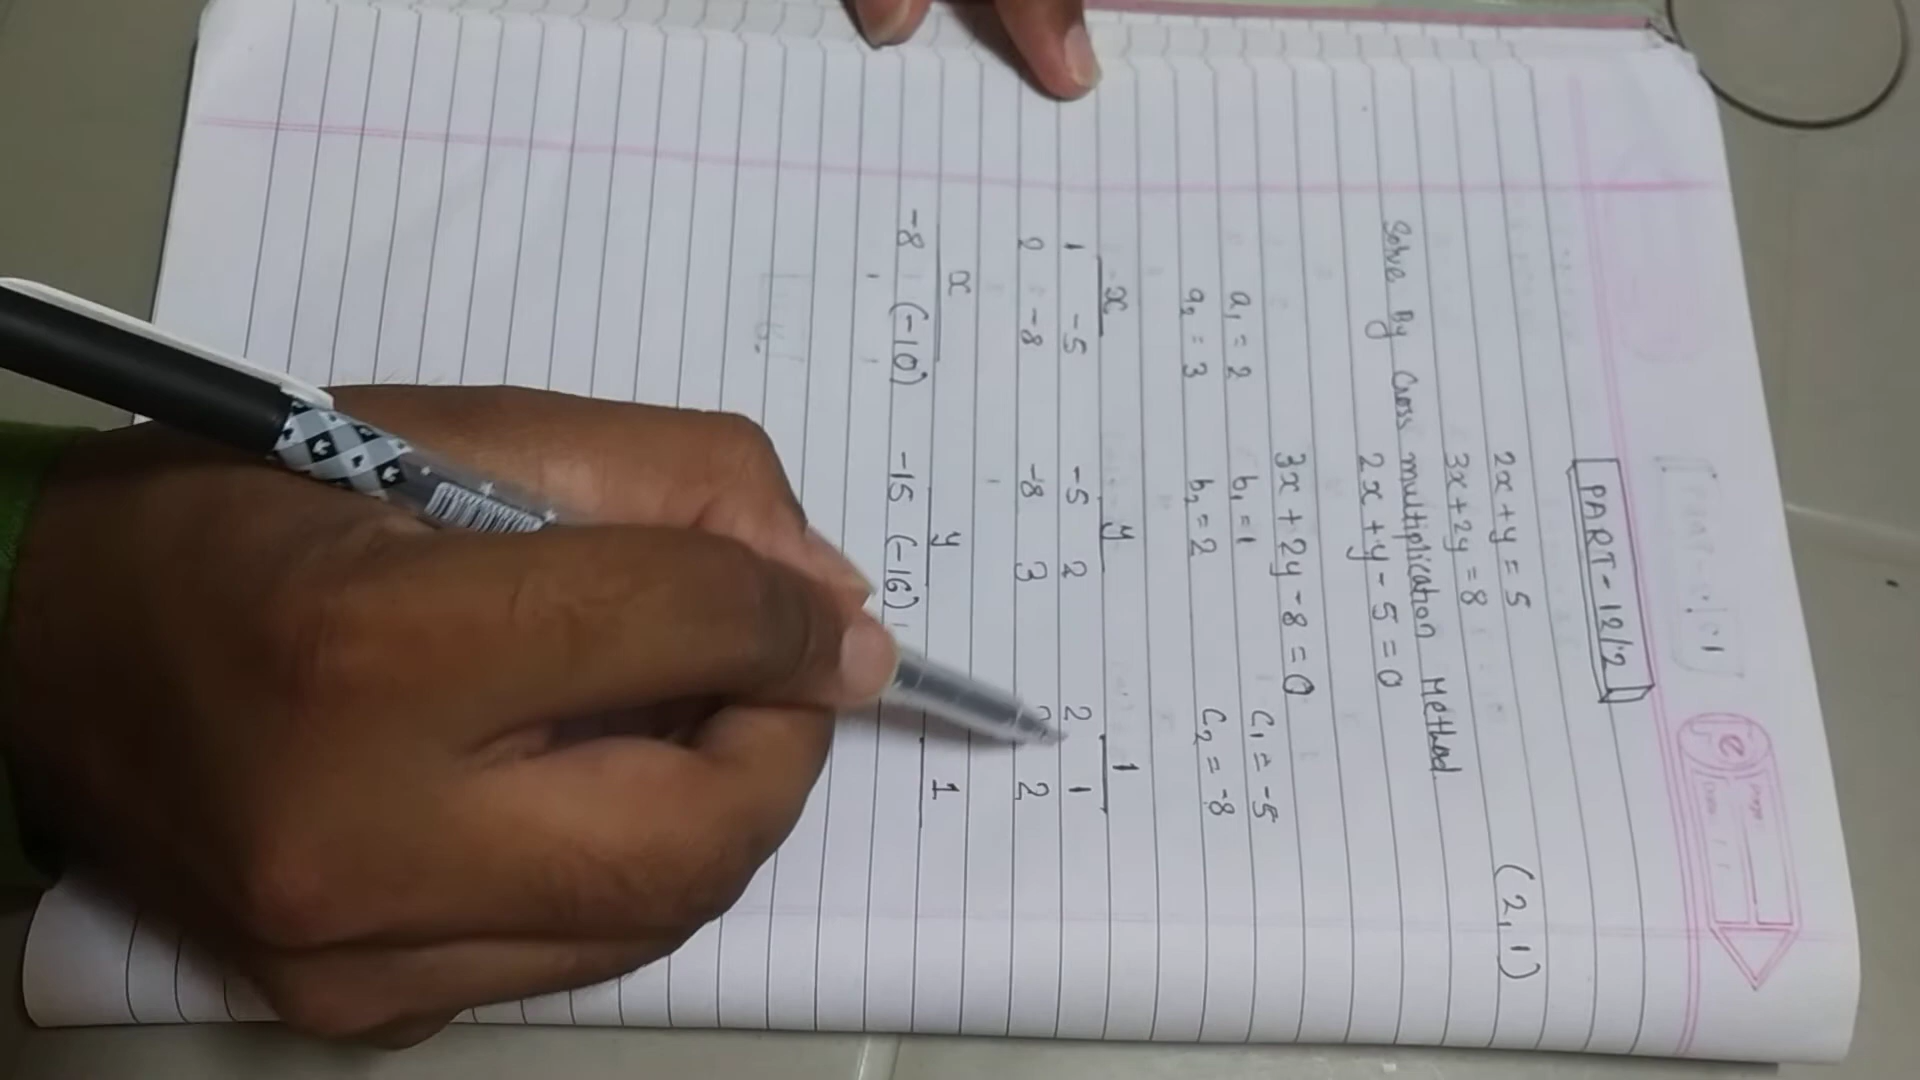 PART - 12/2
2x + y = 5 (2, 1)
3x + 2y = 8
Solve By Cross multiplication Method
2x + y - 5 = 0
3x + 2y - 8 = 0
a₁ = 2 b₁ = 1 C₁ = -5
a₂ = 3 b₂ = 2 C₂ = -8
x y 1
1 -5 -5 2 2 1
2 -8 -8 3 2
x y 1
-8 (-10) -15 (-16)